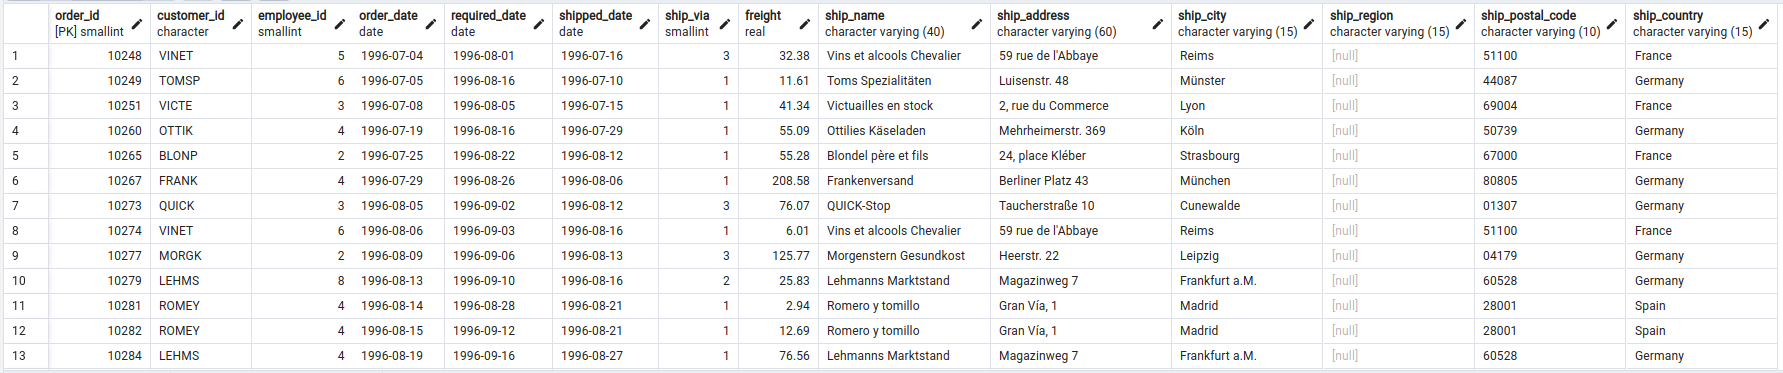 order_id customer_id employee_id order_date required_date shipped_date ship_via freight ship_name ship_address ship_city ship_region ship_postal_code ship_country
[PK] smallint character smallint date date date smallint real character varying (40) character varying (60) character varying (15) character varying (15) character varying (10) character varying (15)
1 10248 VINET 5 1996-07-04 1996-08-01 1996-07-16 3 32.38 Vins et alcools Chevalier 59 rue de l'Abbaye Reims [null] 51100 France
2 10249 TOMSP 6 1996-07-05 1996-08-16 1996-07-10 1 11.61 Toms Spezialitäten Luisenstr. 48 Münster [null] 44087 Germany
3 10251 VICTE 3 1996-07-08 1996-08-05 1996-07-15 1 41.34 Victuailles en stock 2, rue du Commerce Lyon [null] 69004 France
4 10260 OTTIK 4 1996-07-19 1996-08-16 1996-07-29 1 55.09 Ottilies Käseladen Mehrheimerstr. 369 Köln [null] 50739 Germany
5 10265 BLONP 2 1996-07-25 1996-08-22 1996-08-12 1 55.28 Blondel père et fils 24, place Kléber Strasbourg [null] 67000 France
6 10267 FRANK 4 1996-07-29 1996-08-26 1996-08-06 1 208.58 Frankenversand Berliner Platz 43 München [null] 80805 Germany
7 10273 QUICK 3 1996-08-05 1996-09-02 1996-08-12 3 76.07 QUICK-Stop Taucherstraße 10 Cunewalde [null] 01307 Germany
8 10274 VINET 6 1996-08-06 1996-09-03 1996-08-16 1 6.01 Vins et alcools Chevalier 59 rue de l'Abbaye Reims [null] 51100 France
9 10277 MORGK 2 1996-08-09 1996-09-06 1996-08-13 3 125.77 Morgenstern Gesundkost Heerstr. 22 Leipzig [null] 04179 Germany
10 10279 LEHMS 8 1996-08-13 1996-09-10 1996-08-16 2 25.83 Lehmanns Marktstand Magazinweg 7 Frankfurt a.M. [null] 60528 Germany
11 10281 ROMEY 4 1996-08-14 1996-08-28 1996-08-21 1 2.94 Romero y tomillo Gran Vía, 1 Madrid [null] 28001 Spain
12 10282 ROMEY 4 1996-08-15 1996-09-12 1996-08-21 1 12.69 Romero y tomillo Gran Vía, 1 Madrid [null] 28001 Spain
13 10284 LEHMS 4 1996-08-19 1996-09-16 1996-08-27 1 76.56 Lehmanns Marktstand Magazinweg 7 Frankfurt a.M. [null] 60528 Germany